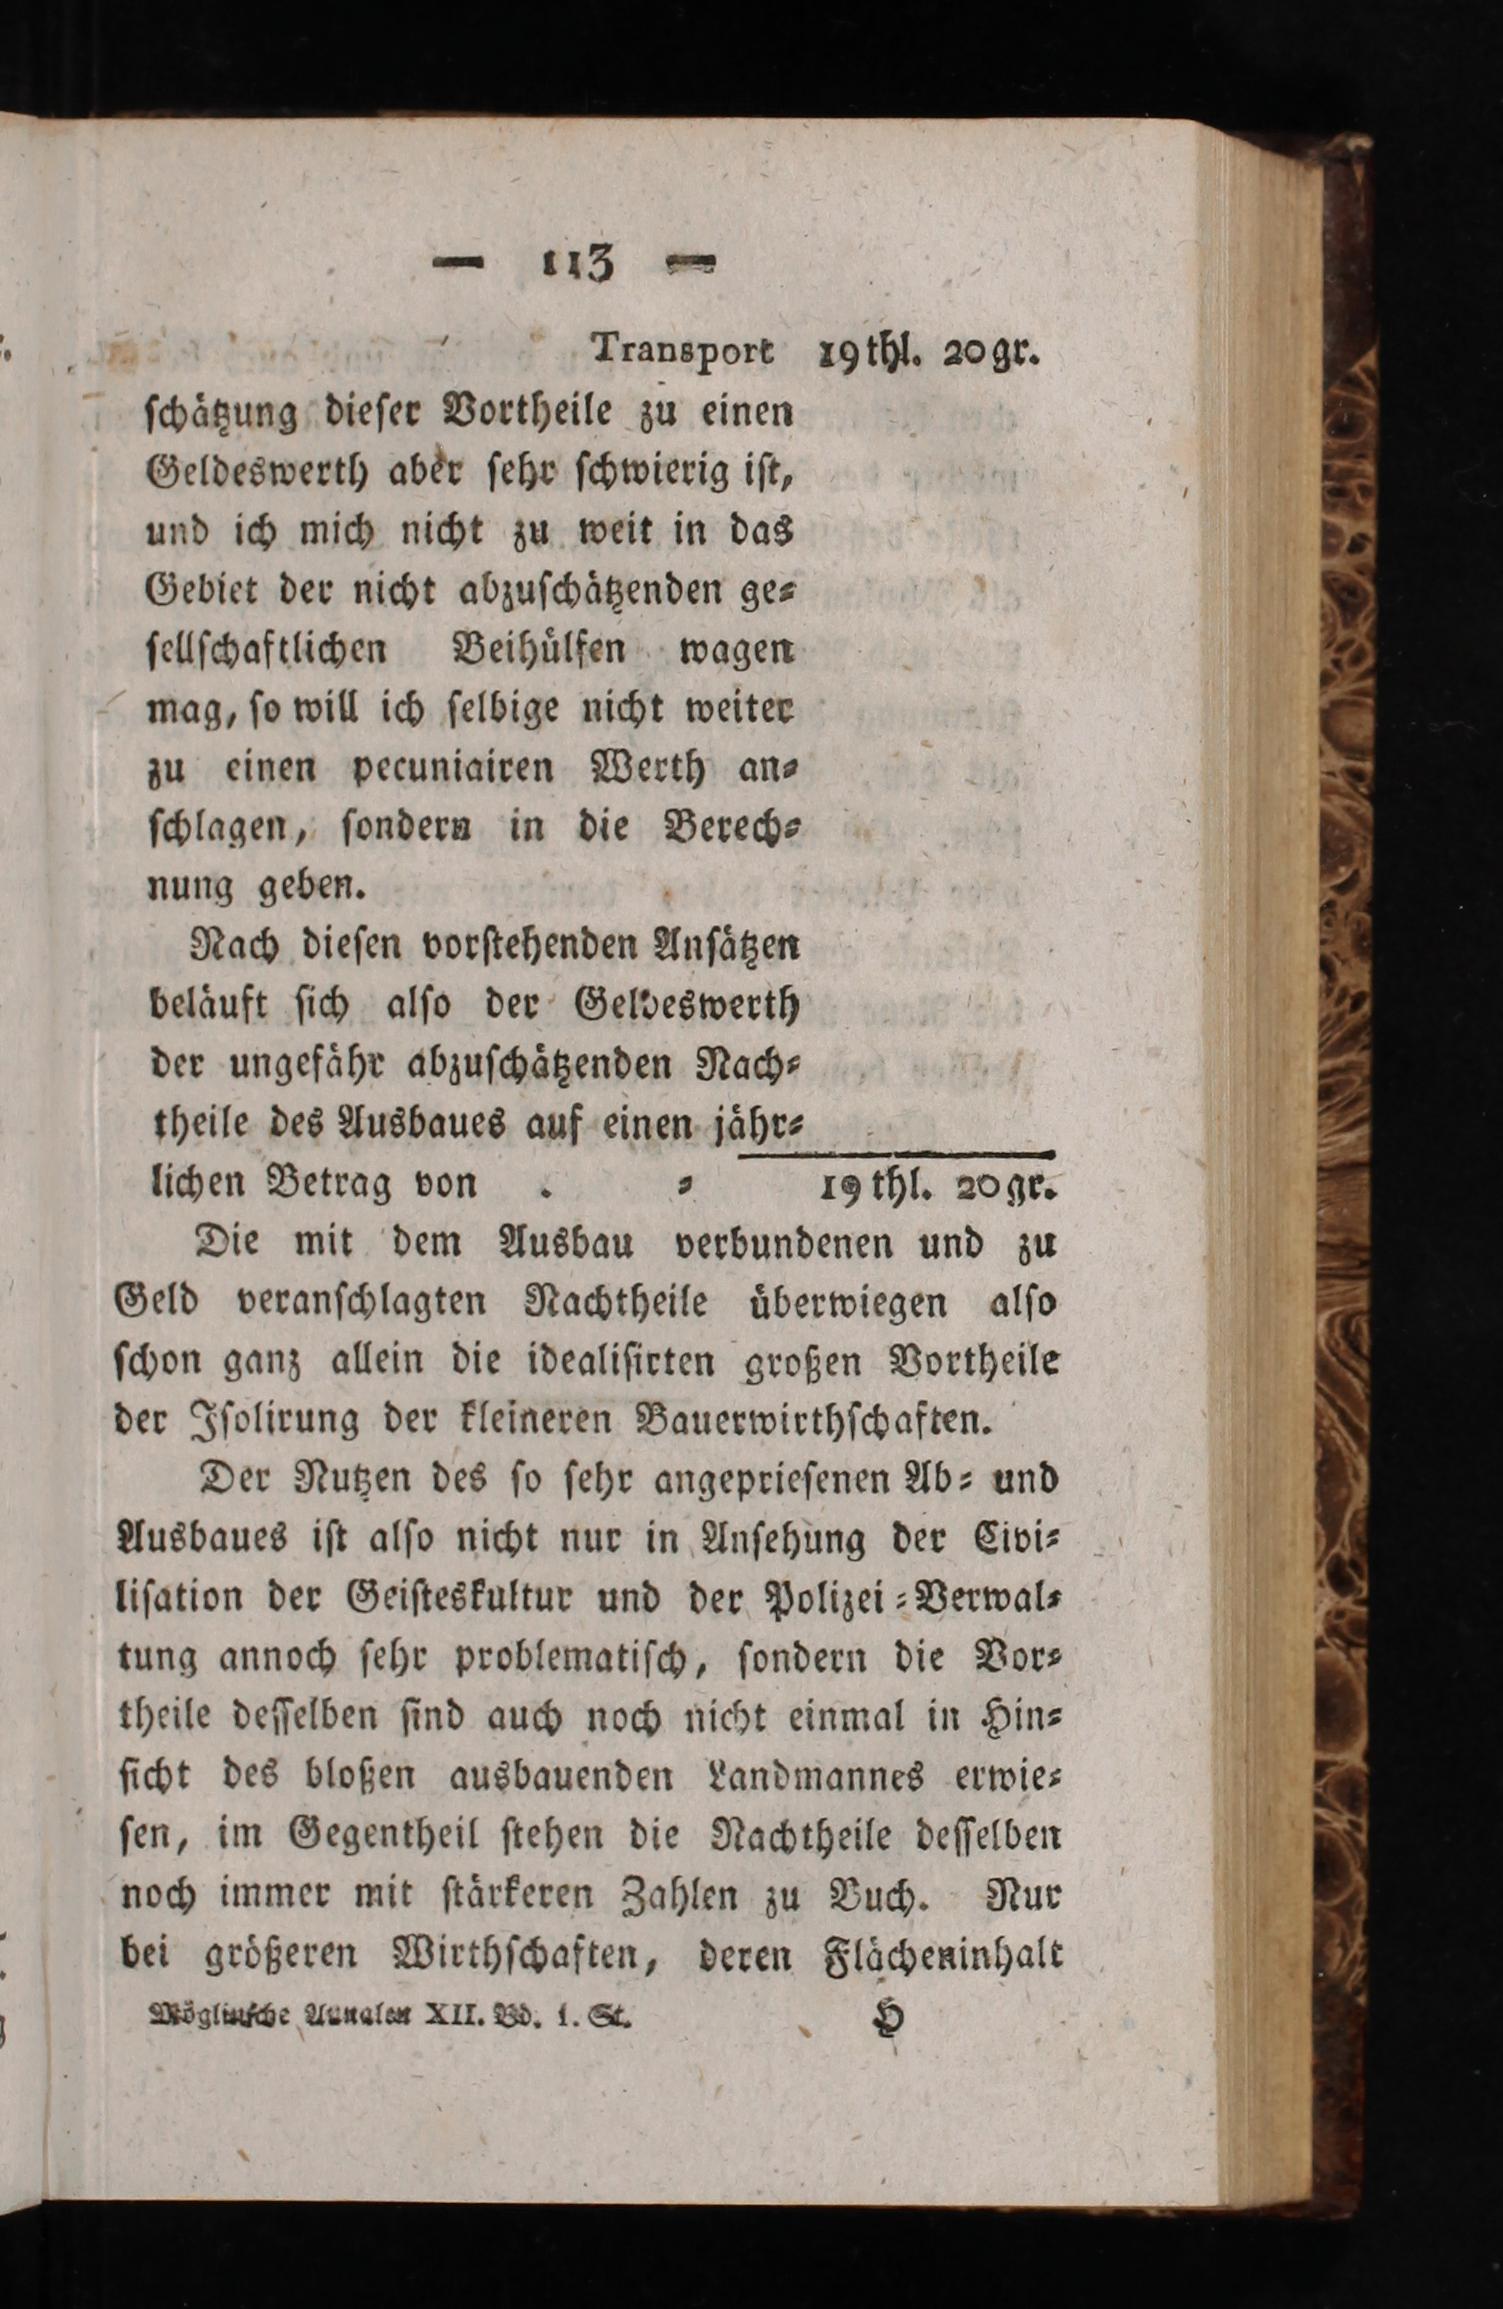 — 113 —
Transport 19thl. 20gr.
schätzung dieser Vortheile zu einen
Geldeswerth aber sehr schwierig ist,
und ich mich nicht zu weit in das
Gebiet der nicht abzuschätzenden ge⸗
sellschaftlichen Beihülfen wagen
mag, so will ich selbige nicht weiter
zu einen pecuniairen Werth an⸗
schlagen, sondern in die Berech⸗
nung geben.
Nach diesen vorstehenden Ansätzen
beläuft sich also der Geldeswerth
der ungefähr abzuschätzenden Nach⸗
theile des Ausbaues auf einen jähr⸗
lichen Betrag von . ⸗ 19thl. 20gr.
Die mit dem Ausbau verbundenen und zu
Geld veranschlagten Nachtheile überwiegen also
schon ganz allein die idealisirten großen Vortheile
der Isolirung der kleineren Bauerwirthschaften.
Der Nutzen des so sehr angepriesenen Ab⸗ und
Ausbaues ist also nicht nur in Ansehung der Civi⸗
lisation der Geisteskultur und der Polizei⸗Verwal⸗
tung annoch sehr problematisch, sondern die Vor⸗
theile desselben sind auch noch nicht einmal in Hin⸗
sicht des bloßen ausbauenden Landmannes erwie⸗
sen, im Gegentheil stehen die Nachtheile desselben
noch immer mit stärkeren Zahlen zu Buch. Nur
bei größeren Wirthschaften, deren Flächeninhalt
Möglinsche Annalen XII. Bd. 1. St. H